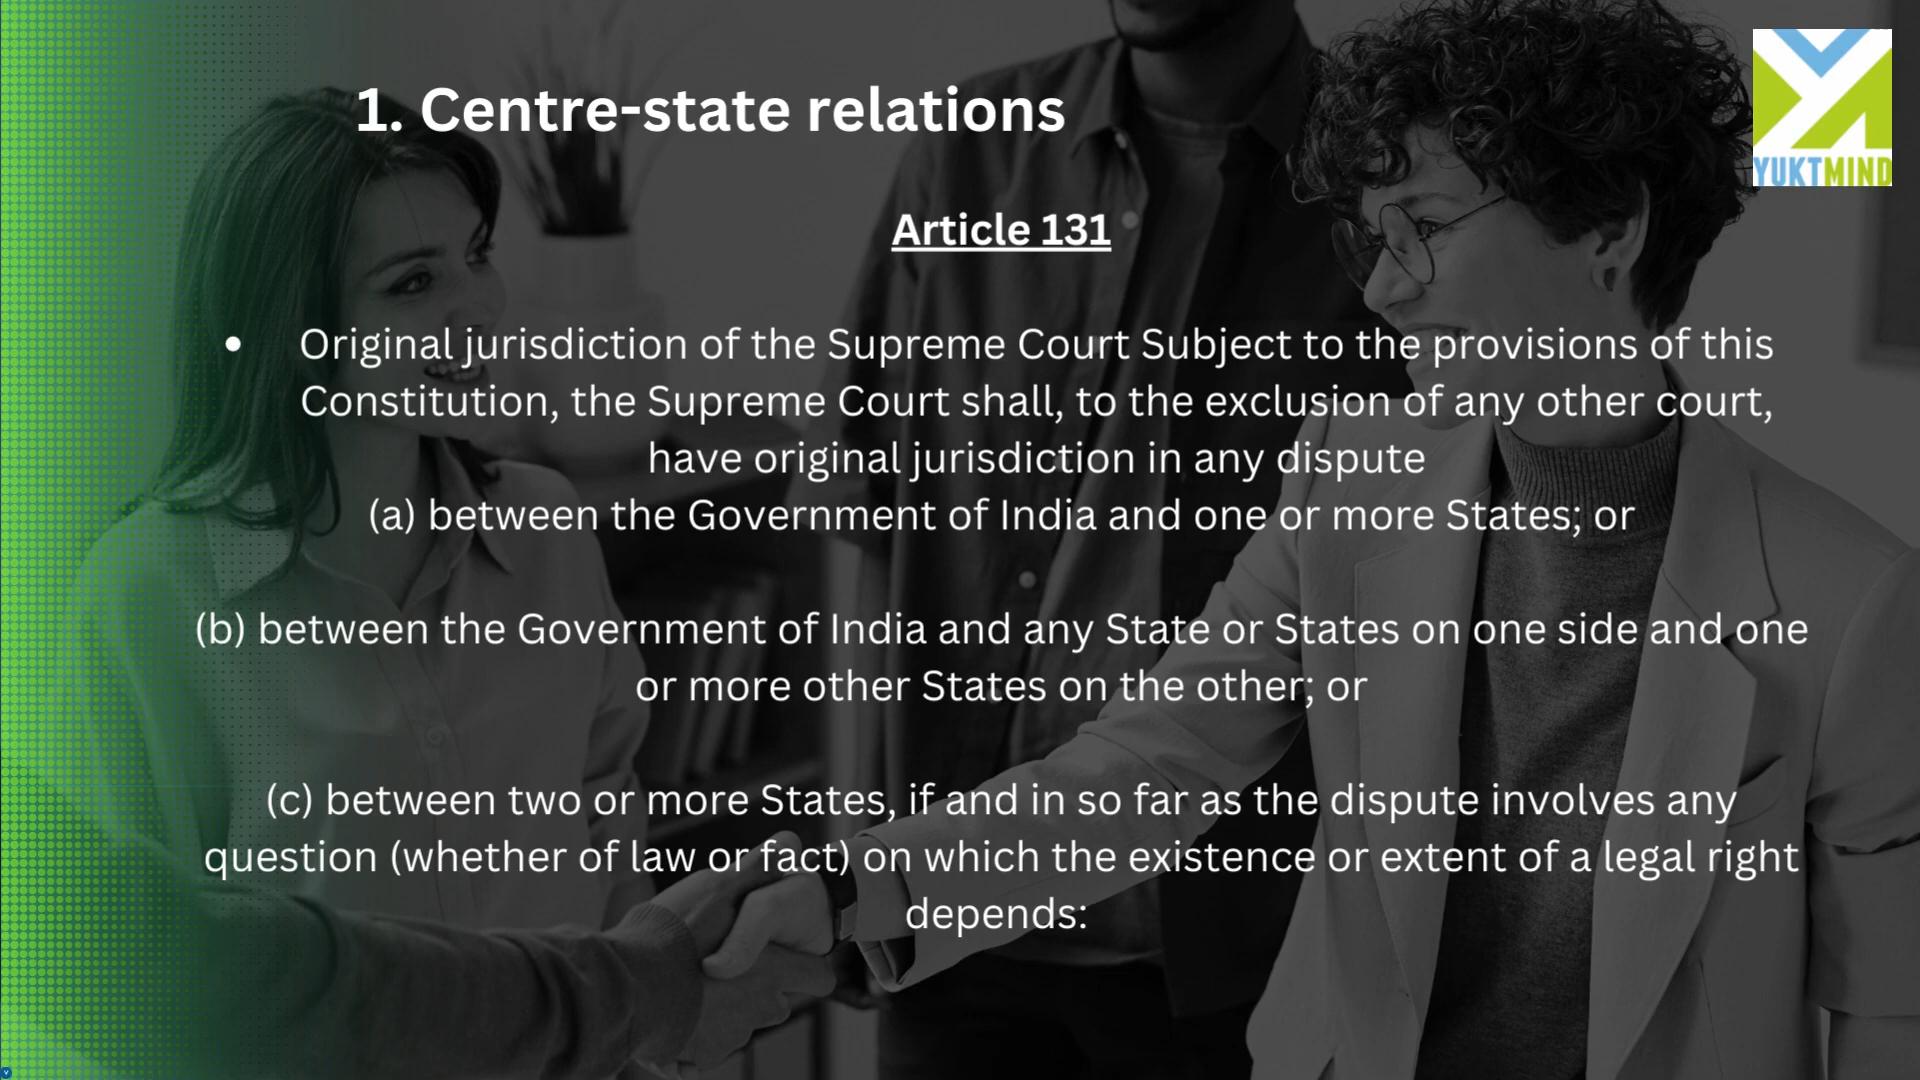 1. Centre-state relations
YUKTMIND
Article 131
• Original jurisdiction of the Supreme Court Subject to the provisions of this
Constitution, the Supreme Court shall, to the exclusion of any other court,
have original jurisdiction in any dispute
(a) between the Government of India and one or more States; or
(b) between the Government of India and any State or States on one side and one
or more other States on the other; or
(c) between two or more States, if and in so far as the dispute involves any
question (whether of law or fact) on which the existence or extent of a legal right
depends: